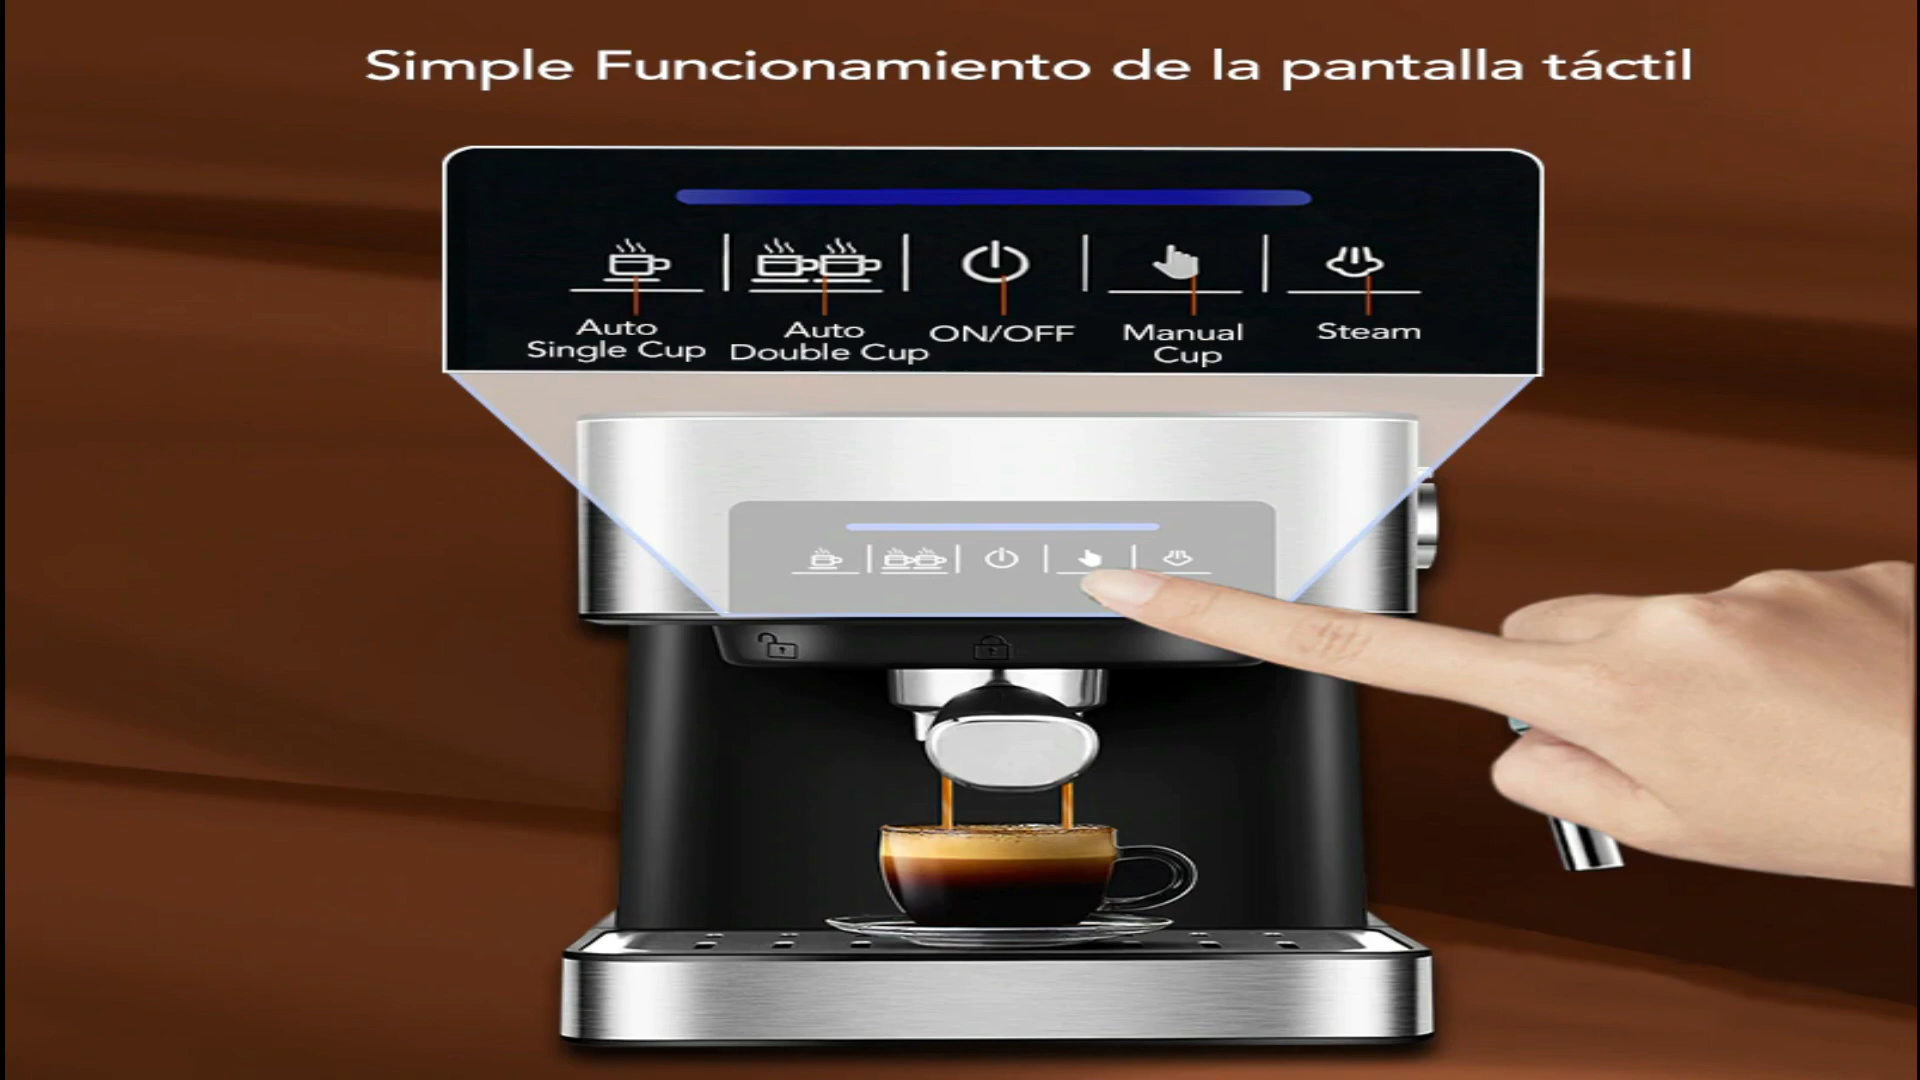 Simple Funcionamiento de la pantalla táctil
Auto
Single Cup
Auto
Double Cup
ON/OFF
Manual
Cup
Steam